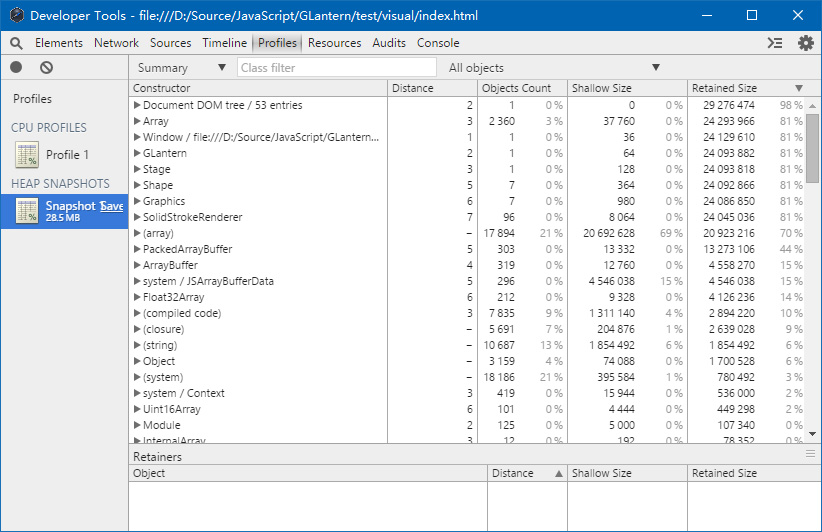 Developer Tools - file:///D:/Source/JavaScript/GLantern/test/visual/index.html
Elements Network Sources Timeline Profiles Resources Audits Console
Summary Class filter All objects
Profiles
CPU PROFILES
Profile 1
HEAP SNAPSHOTS
Snapshot 1 Save
28.5 MB
Constructor Distance Objects Count Shallow Size Retained Size
Document DOM tree / 53 entries 2 1 0 % 0 0 % 29 276 474 98 %
Array 3 2 360 3 % 37 760 0 % 24 293 966 81 %
Window / file:///D:/Source/JavaScript/GLantern... 1 1 0 % 36 0 % 24 129 610 81 %
GLantern 2 1 0 % 64 0 % 24 093 882 81 %
Stage 3 1 0 % 128 0 % 24 093 818 81 %
Shape 5 7 0 % 364 0 % 24 092 866 81 %
Graphics 6 7 0 % 980 0 % 24 086 850 81 %
SolidStrokeRenderer 7 96 0 % 8 064 0 % 24 045 036 81 %
(array) – 17 894 21 % 20 692 628 69 % 20 923 216 70 %
PackedArrayBuffer 5 303 0 % 13 332 0 % 13 273 106 44 %
ArrayBuffer 4 319 0 % 12 760 0 % 4 558 270 15 %
system / JSArrayBufferData 5 296 0 % 4 546 038 15 % 4 546 038 15 %
Float32Array 6 212 0 % 9 328 0 % 4 126 236 14 %
(compiled code) 3 7 835 9 % 1 311 140 4 % 2 894 220 10 %
(closure) – 5 691 7 % 204 876 1 % 2 639 028 9 %
(string) – 10 687 13 % 1 854 492 6 % 1 854 492 6 %
Object – 3 159 4 % 74 088 0 % 1 700 528 6 %
(system) – 18 186 21 % 395 584 1 % 780 492 3 %
system / Context 3 419 0 % 15 944 0 % 536 000 2 %
Uint16Array 6 101 0 % 4 444 0 % 449 298 2 %
Module 2 125 0 % 5 000 0 % 107 340 0 %
InternalArray 3 12 0 % 192 0 % 78 352 0 %
Retainers
Object Distance Shallow Size Retained Size